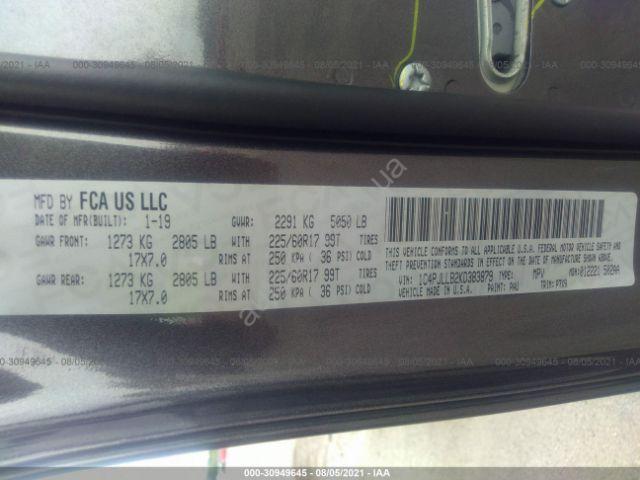 000-30949645 - 08/05/2021 - IAA
MFD BY FCA US LLC
DATE OF MFR(BUILT): 1-19 GVWR: 2291 KG 5050 LB
GAWR FRONT: 1273 KG 2805 LB WITH 225/60R17 99T TIRES
17X7.0 RIMS AT 250 KPA ( 36 PSI) COLD
GAWR REAR: 1273 KG 2805 LB WITH 225/60R17 99T TIRES
17X7.0 RIMS AT 250 KPA ( 36 PSI) COLD
THIS VEHICLE CONFORMS TO ALL APPLICABLE U.S.A. FEDERAL MOTOR VEHICLE SAFETY AND
THEFT PREVENTION STANDARDS IN EFFECT ON THE DATE OF MANUFACTURE SHOWN ABOVE.
VIN: 1C4PJLLB2KD383979 TYPE: MPV MDH:012221 502AA
VEHICLE MADE IN U.S.A. PAINT: PAU TRIM: P7X9
000-30949645 - 08/05/2021 - IAA